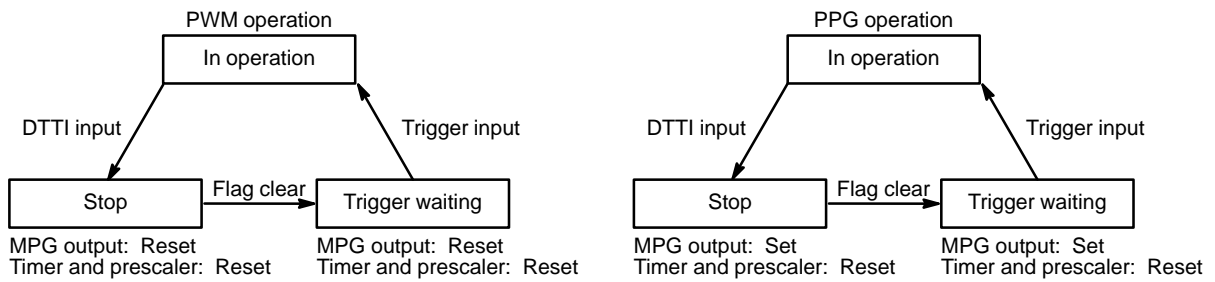 PWM operation
In operation
DTTI input
Trigger input
Stop
Flag clear
Trigger waiting
MPG output: Reset
Timer and prescaler: Reset
MPG output: Reset
Timer and prescaler: Reset
PPG operation
In operation
DTTI input
Trigger input
Stop
Flag clear
Trigger waiting
MPG output: Set
Timer and prescaler: Reset
MPG output: Set
Timer and prescaler: Reset